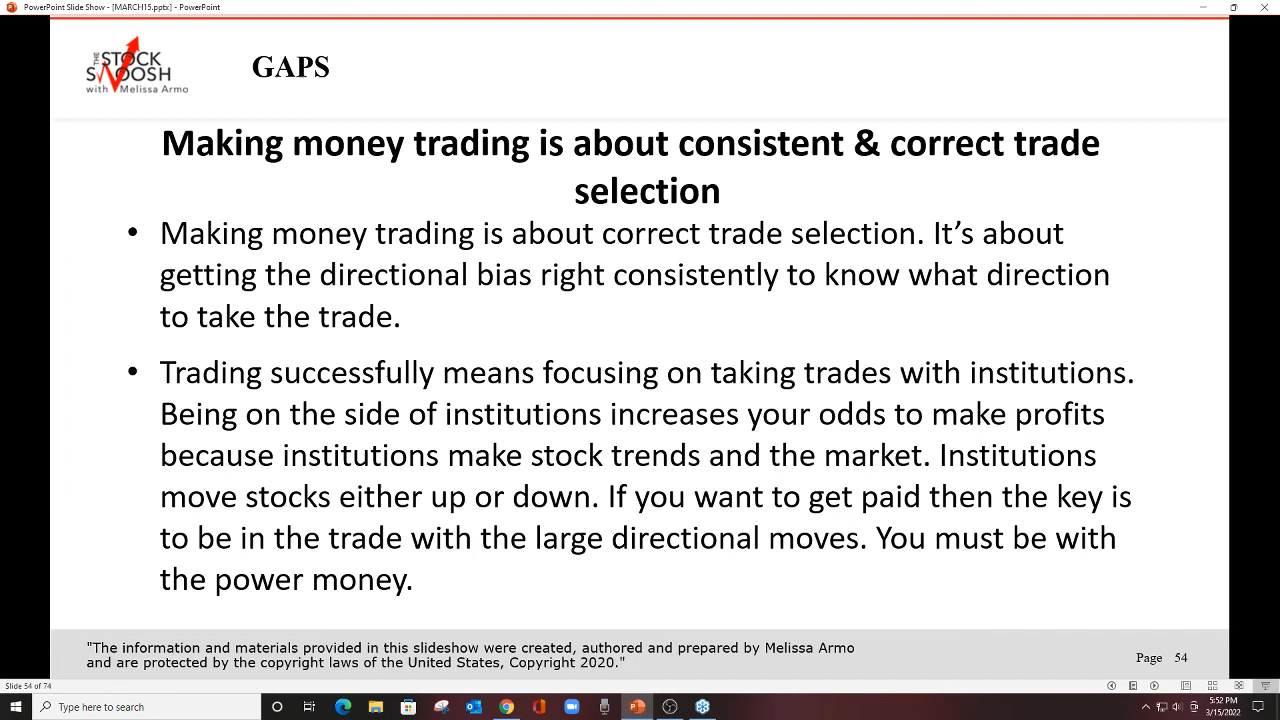 PowerPoint Slide Show - [MARCH15.pptx] - PowerPoint
THE
STOCK
SWOOSH
with Melissa Armo
GAPS
Making money trading is about consistent & correct trade
selection
• Making money trading is about correct trade selection. It’s about
getting the directional bias right consistently to know what direction
to take the trade.
• Trading successfully means focusing on taking trades with institutions.
Being on the side of institutions increases your odds to make profits
because institutions make stock trends and the market. Institutions
move stocks either up or down. If you want to get paid then the key is
to be in the trade with the large directional moves. You must be with
the power money.
"The information and materials provided in this slideshow were created, authored and prepared by Melissa Armo
and are protected by the copyright laws of the United States, Copyright 2020."
Page 54
Slide 54 of 74
Type here to search
5:52 PM
3/15/2022